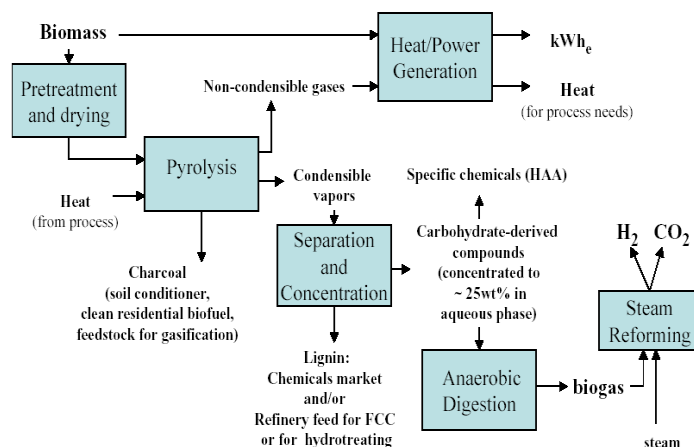 Biomass
Pretreatment
and drying
Heat/Power
Generation
kWhe
Heat
(for process needs)
Non-condensible gases
Pyrolysis
Heat
(from process)
Condensible
vapors
Charcoal
(soil conditioner,
clean residential biofuel,
feedstock for gasification)
Separation
and
Concentration
Lignin:
Chemicals market
and/or
Refinery feed for FCC
or for hydrotreating
Specific chemicals (HAA)
Carbohydrate-derived
compounds
(concentrated to
~ 25wt% in
aqueous phase)
Anaerobic
Digestion
biogas
H2 CO2
Steam
Reforming
steam